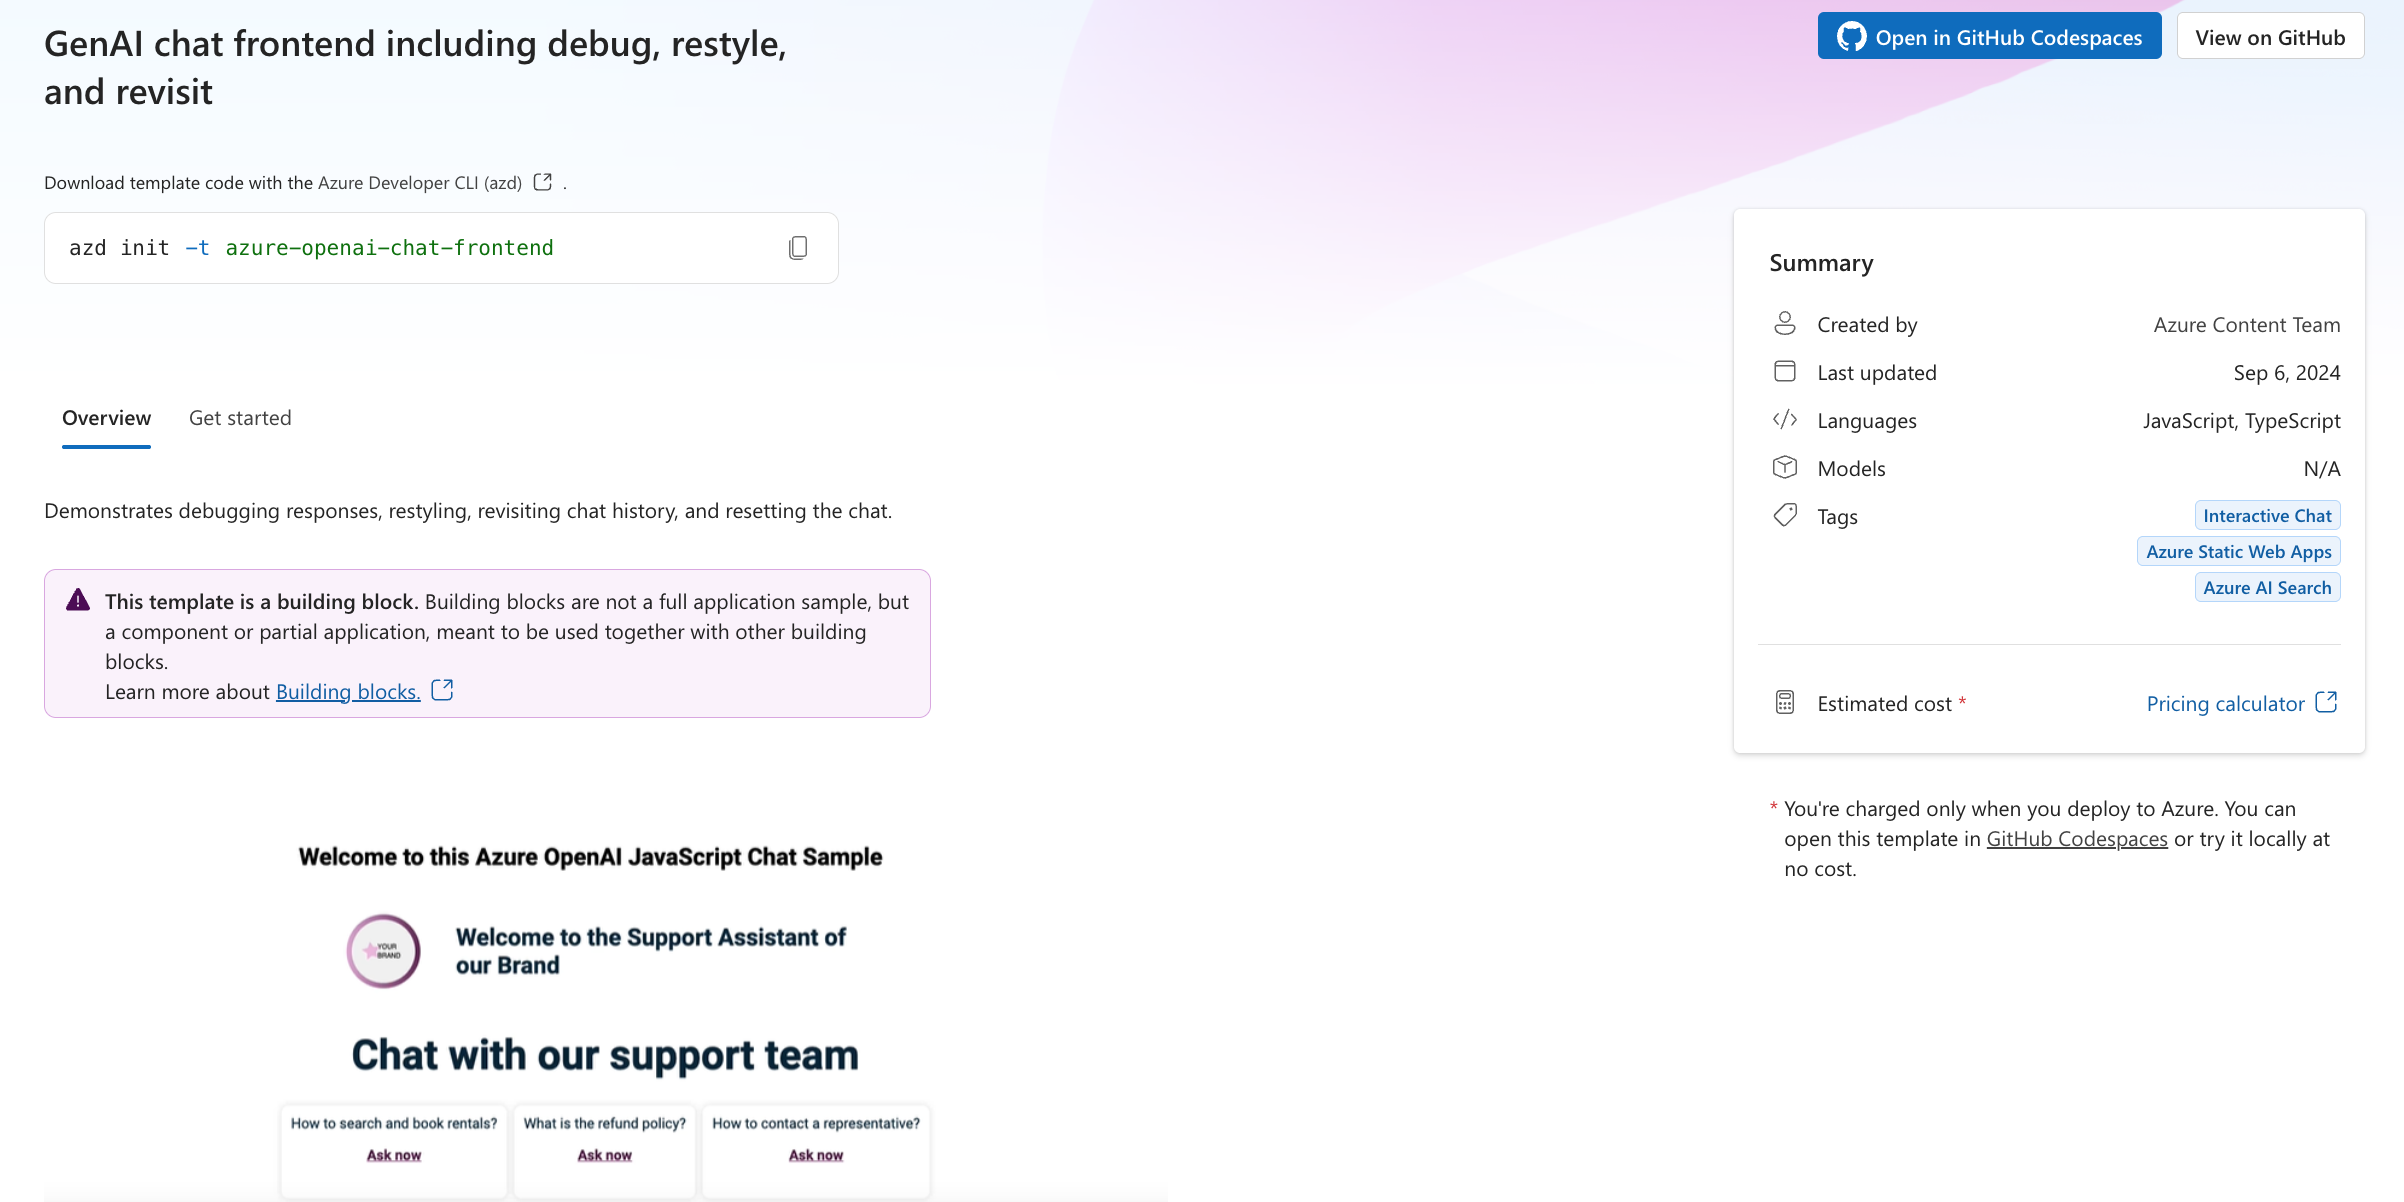 GenAI chat frontend including debug, restyle,
and revisit
Open in GitHub Codespaces
View on GitHub
Download template code with the Azure Developer CLI (azd) .
azd init -t azure-openai-chat-frontend
Overview
Get started
Demonstrates debugging responses, restyling, revisiting chat history, and resetting the chat.
This template is a building block. Building blocks are not a full application sample, but
a component or partial application, meant to be used together with other building
blocks.
Learn more about Building blocks.
Welcome to this Azure OpenAI JavaScript Chat Sample
YOUR
BRAND
Welcome to the Support Assistant of
our Brand
Chat with our support team
How to search and book rentals?
Ask now
What is the refund policy?
Ask now
How to contact a representative?
Ask now
Summary
Created by
Azure Content Team
Last updated
Sep 6, 2024
Languages
JavaScript, TypeScript
Models
N/A
Tags
Interactive Chat
Azure Static Web Apps
Azure AI Search
Estimated cost *
Pricing calculator
* You're charged only when you deploy to Azure. You can
open this template in GitHub Codespaces or try it locally at
no cost.